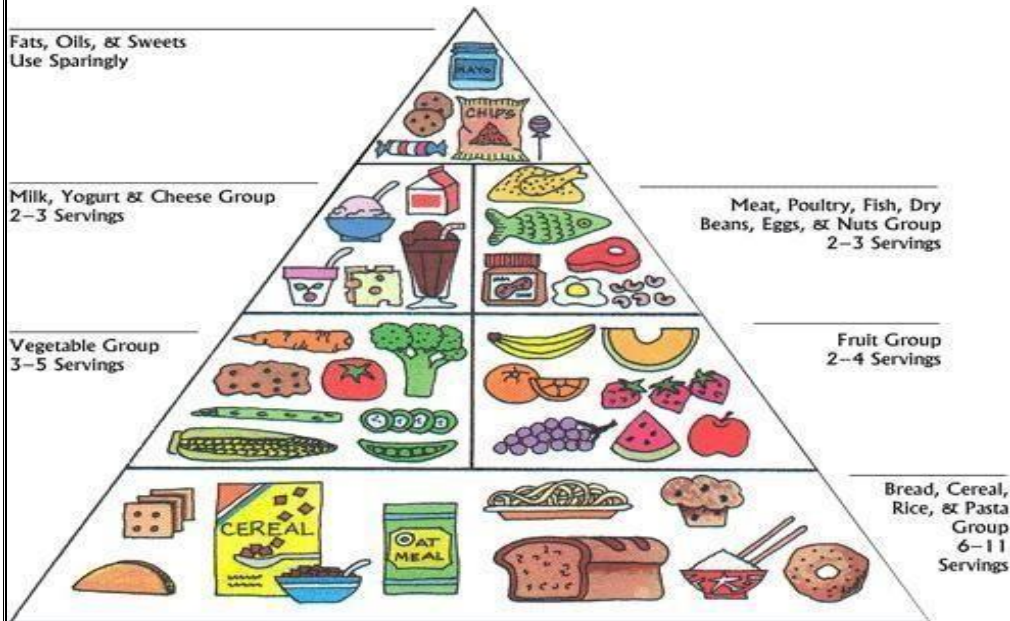 Fats, Oils, & Sweets
Use Sparingly
MAYO
CHIPS
Milk, Yogurt & Cheese Group
2–3 Servings
Meat, Poultry, Fish, Dry
Beans, Eggs, & Nuts Group
2–3 Servings
Vegetable Group
3–5 Servings
Fruit Group
2–4 Servings
Bread, Cereal,
Rice, & Pasta
Group
6–11
Servings
CEREAL
OAT
MEAL